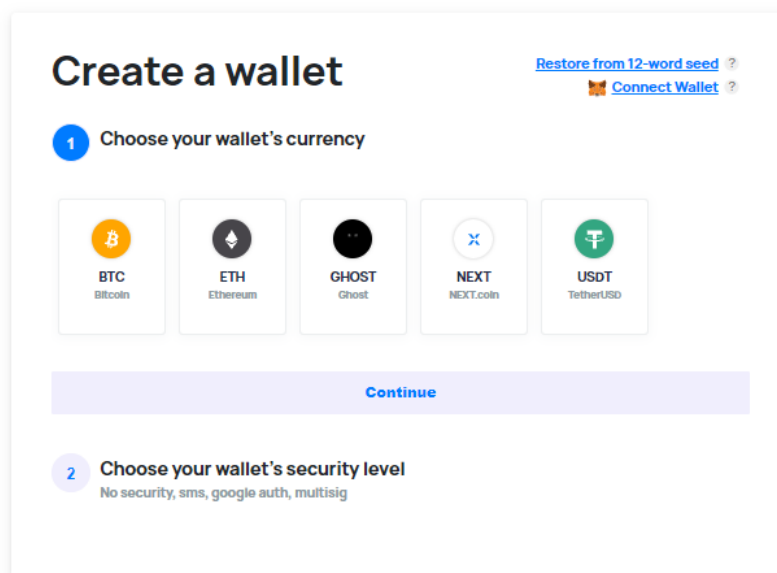 Create a wallet
Restore from 12-word seed ?
Connect Wallet ?
1 Choose your wallet's currency
BTC ETH GHOST NEXT USDT
Bitcoin Ethereum Ghost NEXT.coin TetherUSD
Continue
2 Choose your wallet's security level
No security, sms, google auth, multisig